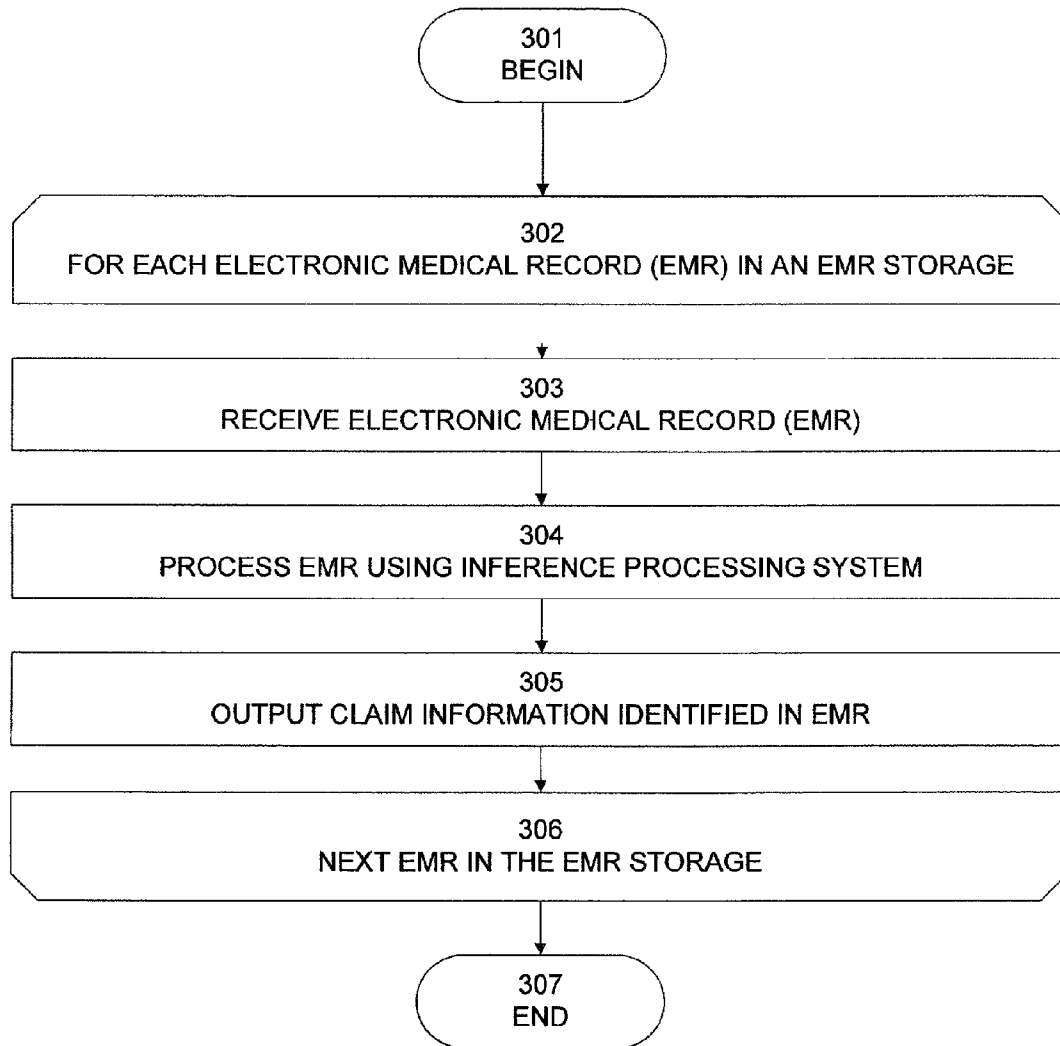 301
BEGIN
302
FOR EACH ELECTRONIC MEDICAL RECORD (EMR) IN AN EMR STORAGE
303
RECEIVE ELECTRONIC MEDICAL RECORD (EMR)
304
PROCESS EMR USING INFERENCE PROCESSING SYSTEM
305
OUTPUT CLAIM INFORMATION IDENTIFIED IN EMR
306
NEXT EMR IN THE EMR STORAGE
307
END